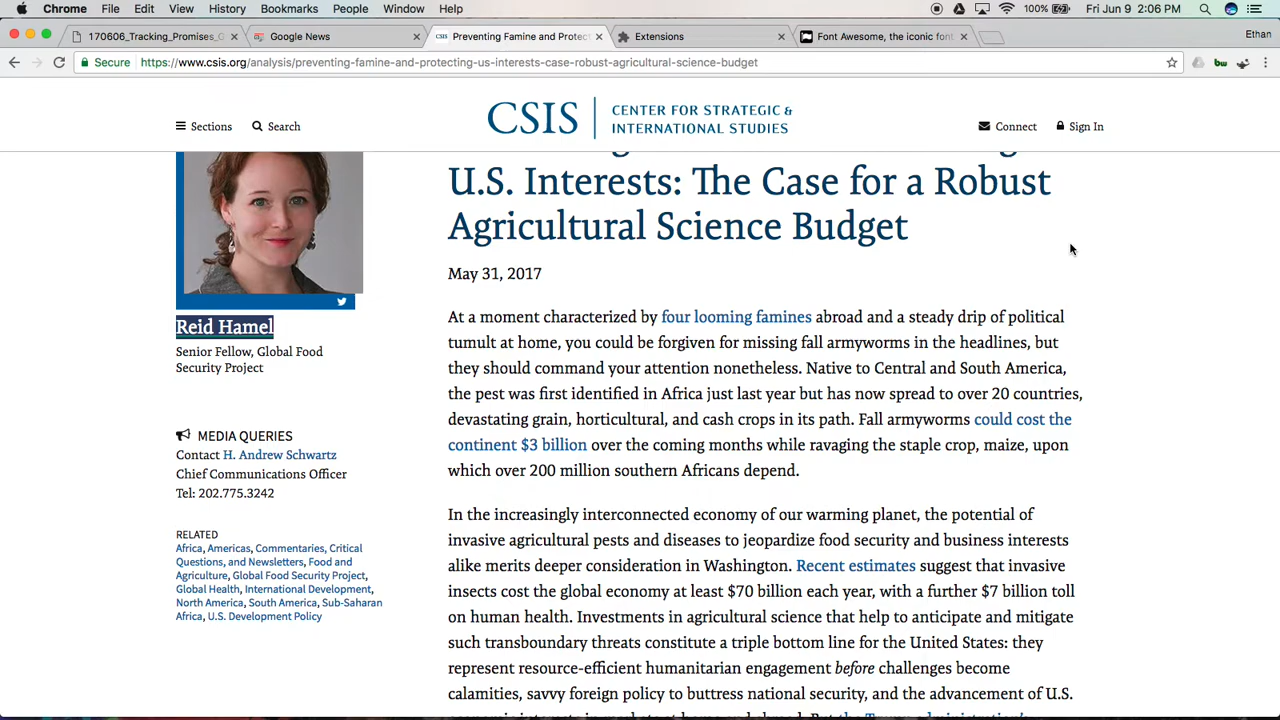 Chrome File Edit View History Bookmarks People Window Help 100% Fri Jun 9 2:06 PM
170606_Tracking_Promises_ Google News Preventing Famine and Protect Extensions Font Awesome, the iconic font Ethan
Secure https://www.csis.org/analysis/preventing-famine-and-protecting-us-interests-case-robust-agricultural-science-budget
Sections Search
CSIS CENTER FOR STRATEGIC &
INTERNATIONAL STUDIES
Connect Sign In
Reid Hamel
Senior Fellow, Global Food
Security Project
MEDIA QUERIES
Contact H. Andrew Schwartz
Chief Communications Officer
Tel: 202.775.3242
RELATED
Africa, Americas, Commentaries, Critical
Questions, and Newsletters, Food and
Agriculture, Global Food Security Project,
Global Health, International Development,
North America, South America, Sub-Saharan
Africa, U.S. Development Policy
U.S. Interests: The Case for a Robust
Agricultural Science Budget
May 31, 2017
At a moment characterized by four looming famines abroad and a steady drip of political
tumult at home, you could be forgiven for missing fall armyworms in the headlines, but
they should command your attention nonetheless. Native to Central and South America,
the pest was first identified in Africa just last year but has now spread to over 20 countries,
devastating grain, horticultural, and cash crops in its path. Fall armyworms could cost the
continent $3 billion over the coming months while ravaging the staple crop, maize, upon
which over 200 million southern Africans depend.
In the increasingly interconnected economy of our warming planet, the potential of
invasive agricultural pests and diseases to jeopardize food security and business interests
alike merits deeper consideration in Washington. Recent estimates suggest that invasive
insects cost the global economy at least $70 billion each year, with a further $7 billion toll
on human health. Investments in agricultural science that help to anticipate and mitigate
such transboundary threats constitute a triple bottom line for the United States: they
represent resource-efficient humanitarian engagement before challenges become
calamities, savvy foreign policy to buttress national security, and the advancement of U.S.